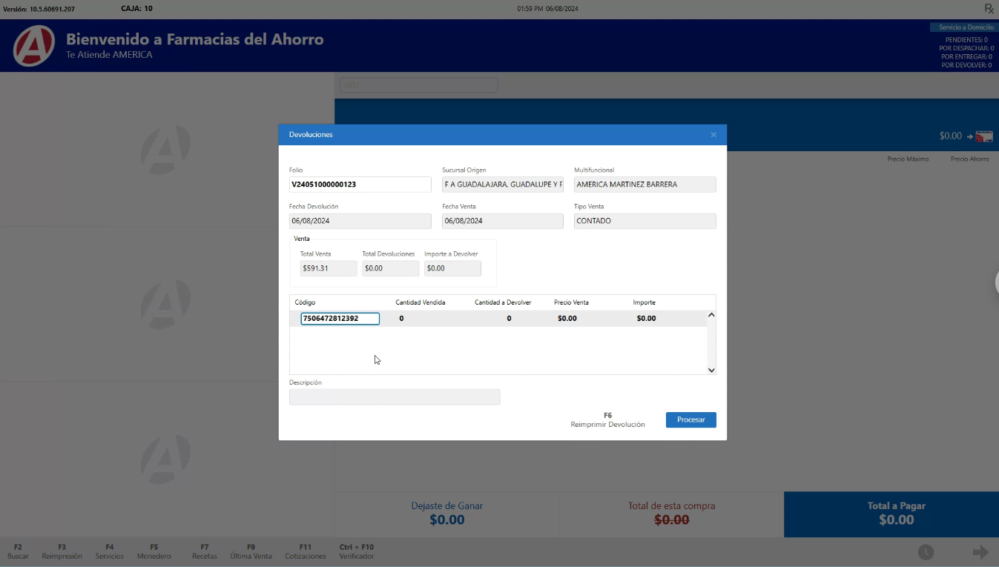 Versión: 10.5.60691.207
CAJA: 10
01:59 PM 06/08/2024
Bienvenido a Farmacias del Ahorro
Te Atiende AMERICA
Servicio a Domicilio
PENDIENTES: 0
POR DESPACHAR: 0
POR ENTREGAR: 0
POR DEVOLVER: 0
SKU
$0.00
Precio Máximo Precio Ahorro
Devoluciones
Folio Sucursal Origen Multifuncional
V24051000000123 F A GUADALAJARA, GUADALUPE Y AMERICA MARTINEZ BARRERA
Fecha Devolución Fecha Venta Tipo Venta
06/08/2024 06/08/2024 CONTADO
Venta
Total Venta Total Devoluciones Importe a Devolver
$591.31 $0.00 $0.00
Código Cantidad Vendida Cantidad a Devolver Precio Venta Importe
7506472812392 0 0 $0.00 $0.00
Descripción
F6
Reimprimir Devolución
Procesar
Dejaste de Ganar
$0.00
Total de esta compra
$0.00
Total a Pagar
$0.00
F2 F3 F4 F5 F7 F9 F11 Ctrl + F10
Buscar Reimpresión Servicios Monedero Recetas Última Venta Cotizaciones Verificador